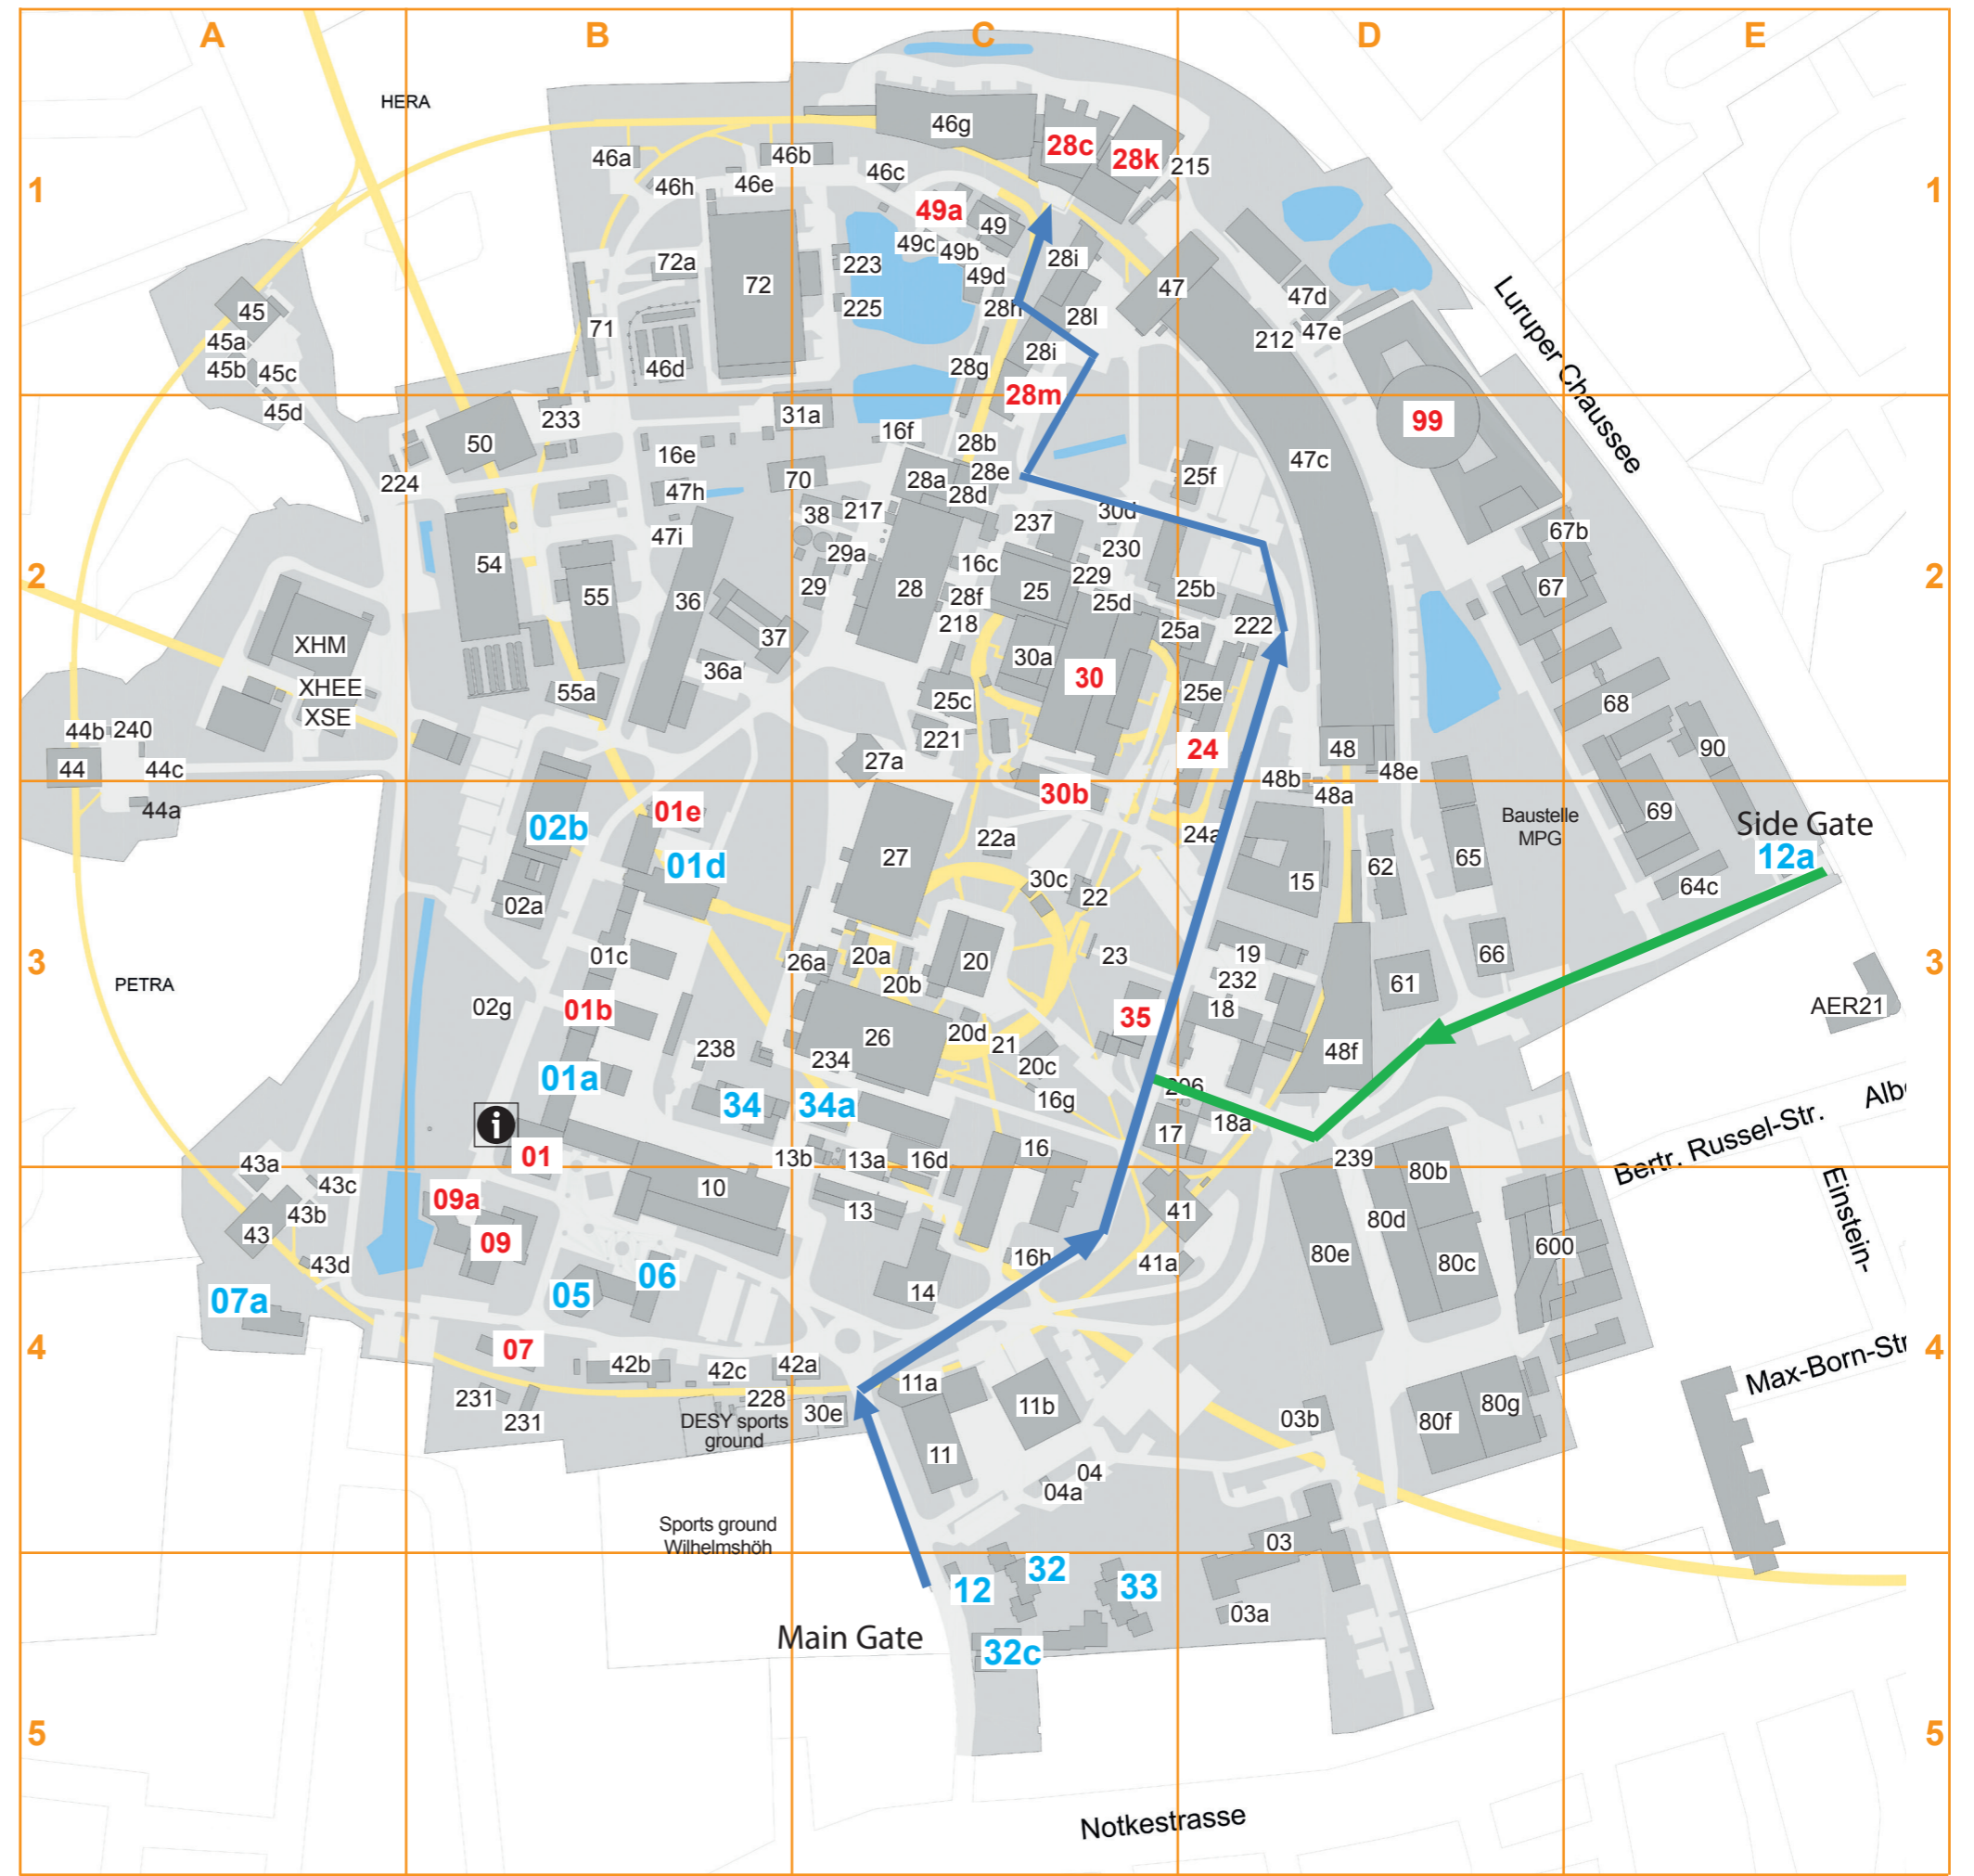 A
B
C
D
E
HERA
46g
28c
28k
215
46a
46b
46c
46h
46e
1
1
49a
49
49c
49b
28i
72a
223
49d
47
72
225
28h
28l
47d
45
71
212
47e
45a
28i
45b
45c
46d
28g
28m
45d
233
31a
99
Luruper Chaussee
50
16f
28b
16e
28e
47c
224
47h
70
28a
28d
25f
38
217
237
30d
67b
47i
29a
230
54
16c
229
2
2
55
36
29
28
28f
25
25d
25b
67
37
218
25a
222
XHM
36a
30a
30
XHEE
55a
25c
25e
68
XSE
44b
240
221
24
48
90
44
44c
27a
48b
48e
30b
48a
44a
01e
02b
22a
24a
Baustelle
MPG
69
Side Gate
12a
01d
27
62
65
30c
15
64c
02a
22
01c
26a
20a
20
23
19
66
3
3
20b
232
61
PETRA
02g
01b
35
18
AER21
26
20d
21
238
234
48f
20c
01a
206
34
34a
16g
18a
Bertr. Russel-Str.
17
16
01
13b
13a
16d
239
80b
43a
43c
09a
10
13
41
80d
43b
43
09
16h
80e
80c
600
Einstein-
43d
41a
06
05
14
07a
4
4
07
42b
42c
42a
11a
Max-Born-Str
231
228
30e
11b
03b
80f
80g
231
DESY sports
ground
11
04
04a
Sports ground
Wilhelmshöh
03
12
32
33
03a
Main Gate
32c
5
5
Notkestrasse